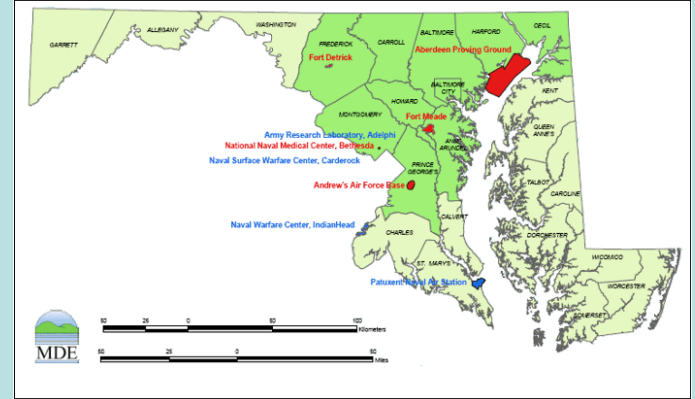 GARRETT
ALLEGANY
WASHINGTON
FREDERICK
CARROLL
BALTIMORE
HARFORD
CECIL
Fort Detrick
Aberdeen Proving Ground
BALTIMORE
CITY
KENT
HOWARD
MONTGOMERY
Fort Meade
QUEEN
ANNE'S
Army Research Laboratory, Adelphi
National Naval Medical Center, Bethesda
ANNE
ARUNDEL
Naval Surface Warfare Center, Carderock
PRINCE
GEORGE'S
Andrew's Air Force Base
TALBOT
CAROLINE
Naval Warfare Center, IndianHead
CALVERT
CHARLES
DORCHESTER
ST. MARY'S
WICOMICO
Patuxent Naval Air Station
WORCESTER
SOMERSET
MDE
50 25 0 50 100
Kilometers
50 25 0 50
Miles